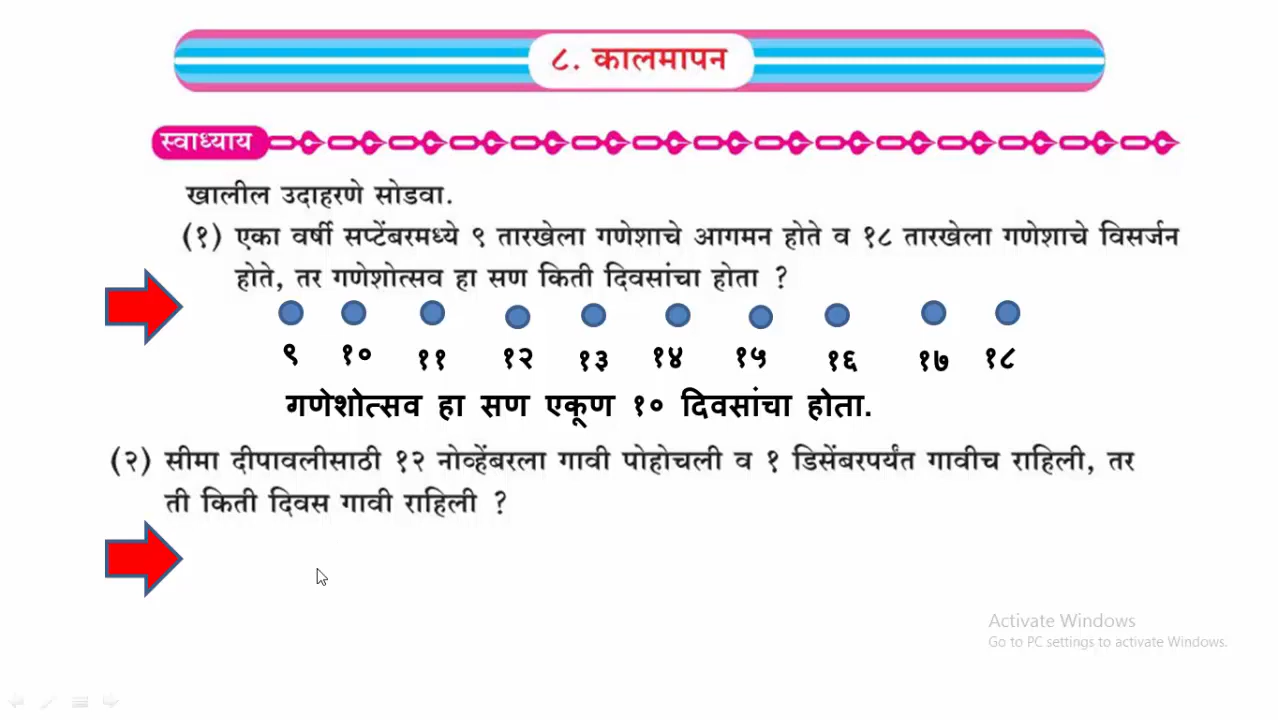 ८. कालमापन
स्वाध्याय
खालील उदाहरणे सोडवा.
(१) एका वर्षी सप्टेंबरमध्ये ९ तारखेला गणेशाचे आगमन होते व १८ तारखेला गणेशाचे विसर्जन
होते, तर गणेशोत्सव हा सण किती दिवसांचा होता ?
९ १० ११ १२ १३ १४ १५ १६ १७ १८
गणेशोत्सव हा सण एकूण १० दिवसांचा होता.
(२) सीमा दीपावलीसाठी १२ नोव्हेंबरला गावी पोहोचली व १ डिसेंबरपर्यंत गावीच राहिली, तर
ती किती दिवस गावी राहिली ?
Activate Windows
Go to PC settings to activate Windows.